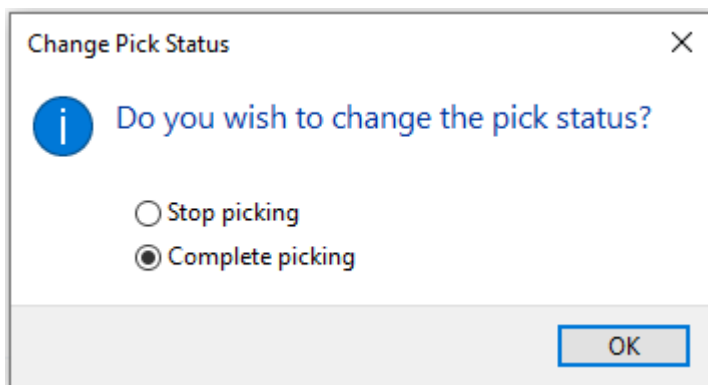 Change Pick Status
Do you wish to change the pick status?
Stop picking
Complete picking
OK